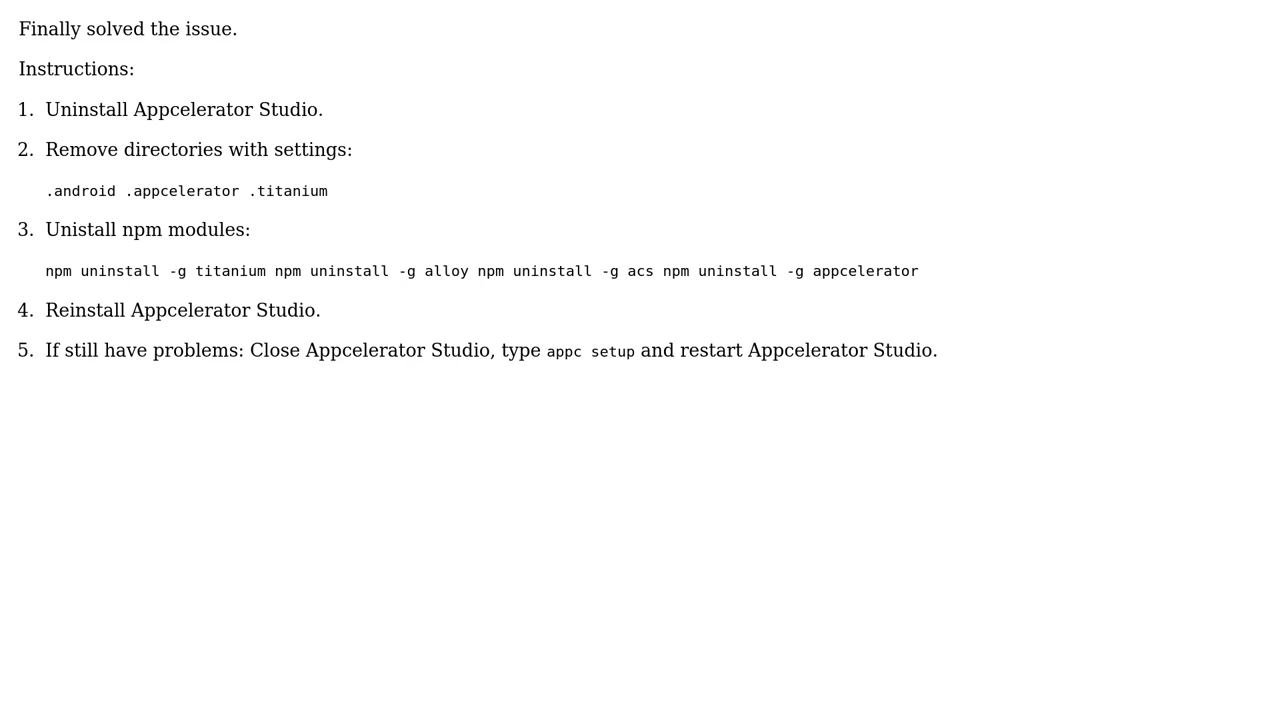 Finally solved the issue.
Instructions:
1. Uninstall Appcelerator Studio.
2. Remove directories with settings:
.android .appcelerator .titanium
3. Unistall npm modules:
npm uninstall -g titanium npm uninstall -g alloy npm uninstall -g acs npm uninstall -g appcelerator
4. Reinstall Appcelerator Studio.
5. If still have problems: Close Appcelerator Studio, type appc setup and restart Appcelerator Studio.